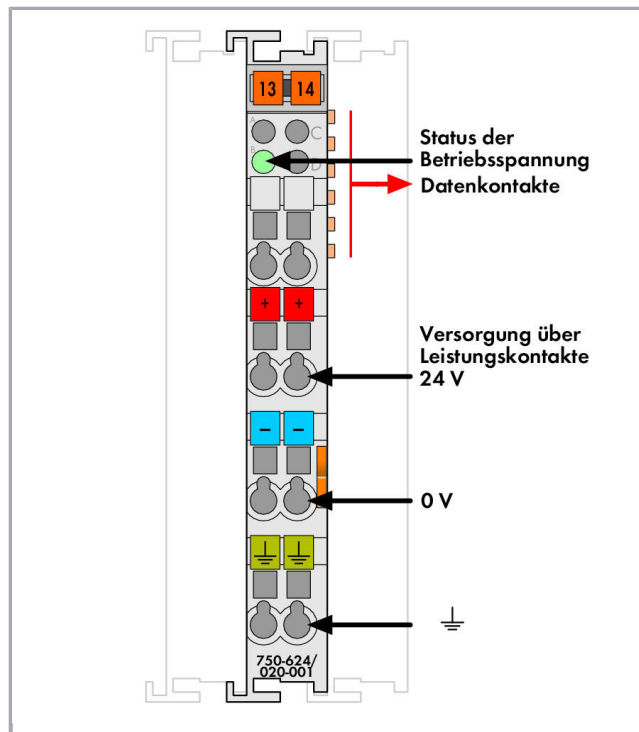 13 14
A C
B D
Status der
Betriebsspannung
Datenkontakte
+ +
Versorgung über
Leistungskontakte
24 V
− −
0 V
750-624/
020-001